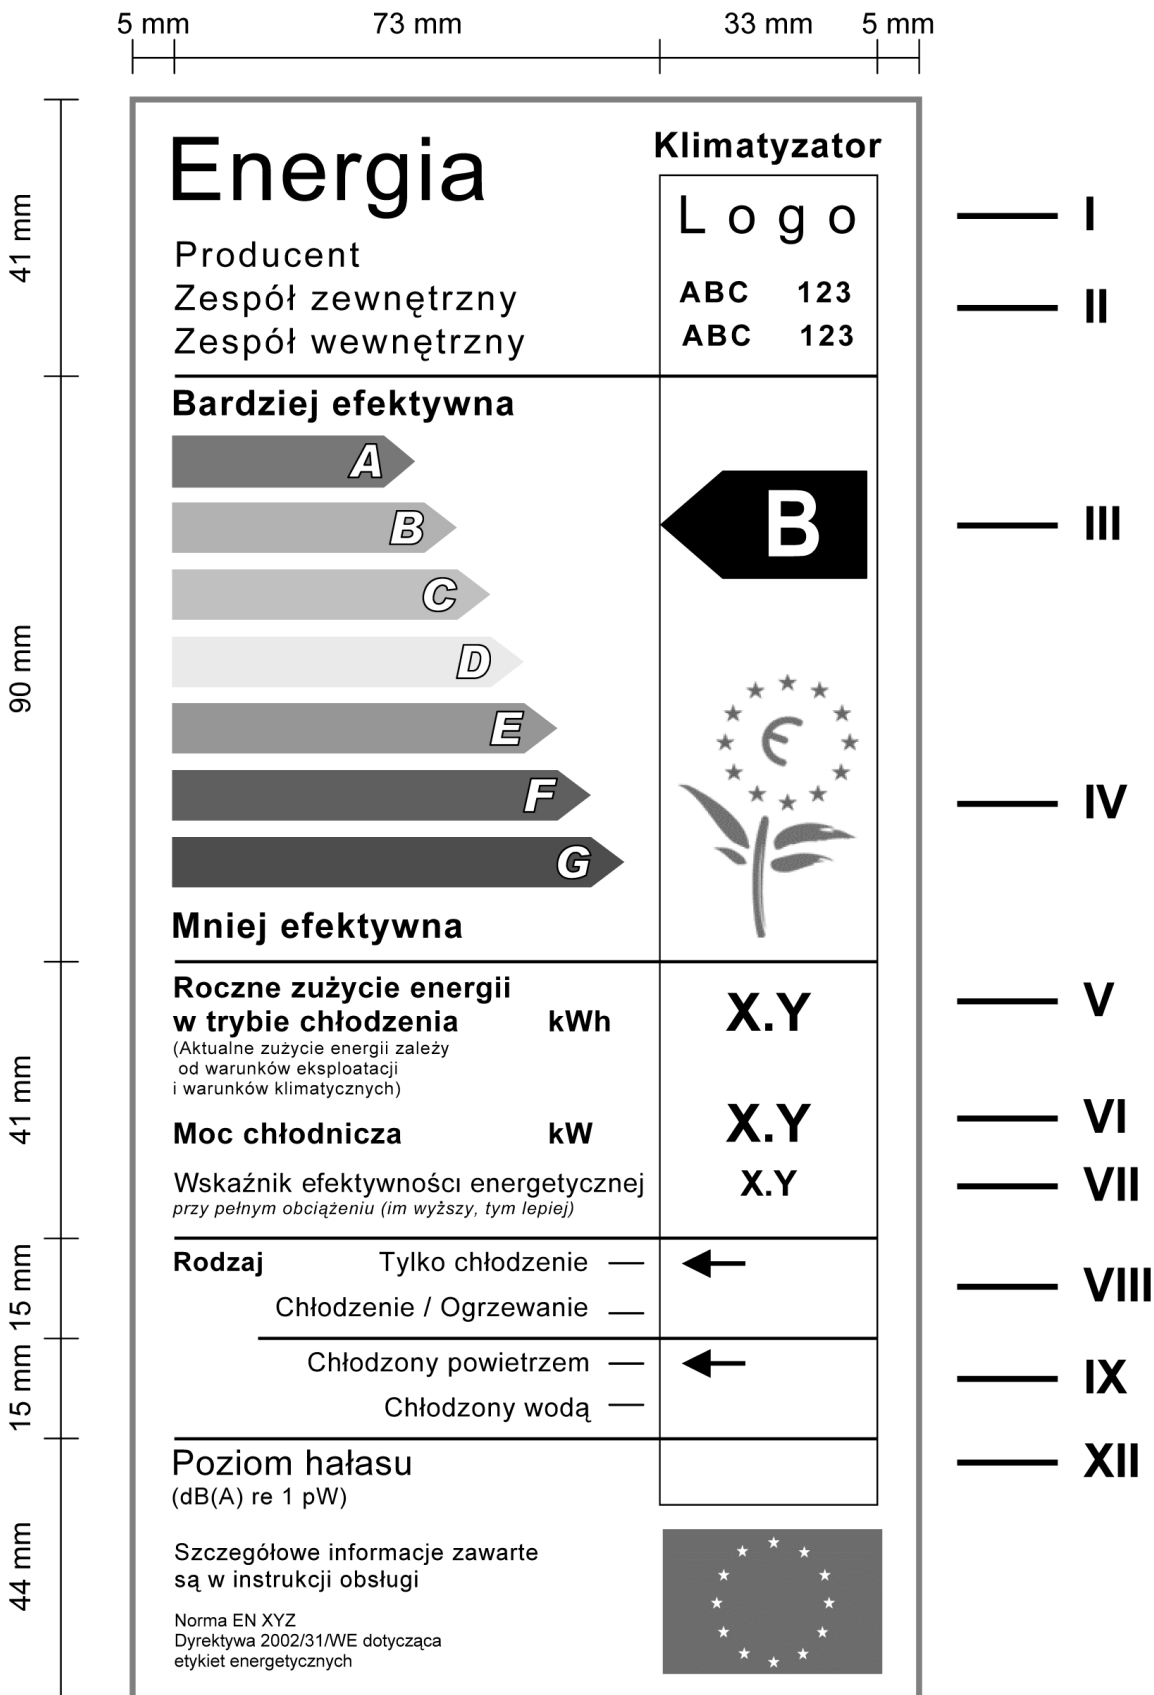 5 mm 73 mm 33 mm 5 mm
Energia
Klimatyzator
Logo
I
Producent
Zespół zewnętrzny ABC 123
II
Zespół wewnętrzny ABC 123
41 mm
Bardziej efektywna
A
B
B
III
C
D
E
F
IV
G
Mniej efektywna
90 mm
Roczne zużycie energii
w trybie chłodzenia kWh X.Y
V
(Aktualne zużycie energii zależy
od warunków eksploatacji
i warunków klimatycznych)
Moc chłodnicza kW X.Y
VI
Wskaźnik efektywnoścı energetycznej X.Y
VII
przy pełnym obciążeniu (im wyższy, tym lepiej)
41 mm
Rodzaj Tylko chłodzenie
VIII
Chłodzenie / Ogrzewanie
15 mm
Chłodzony powietrzem
IX
Chłodzony wodą
15 mm
Poziom hałasu
XII
(dB(A) re 1 pW)
Szczegółowe informacje zawarte
są w instrukcji obsługi
44 mm
Norma EN XYZ
Dyrektywa 2002/31/WE dotycząca
etykiet energetycznych